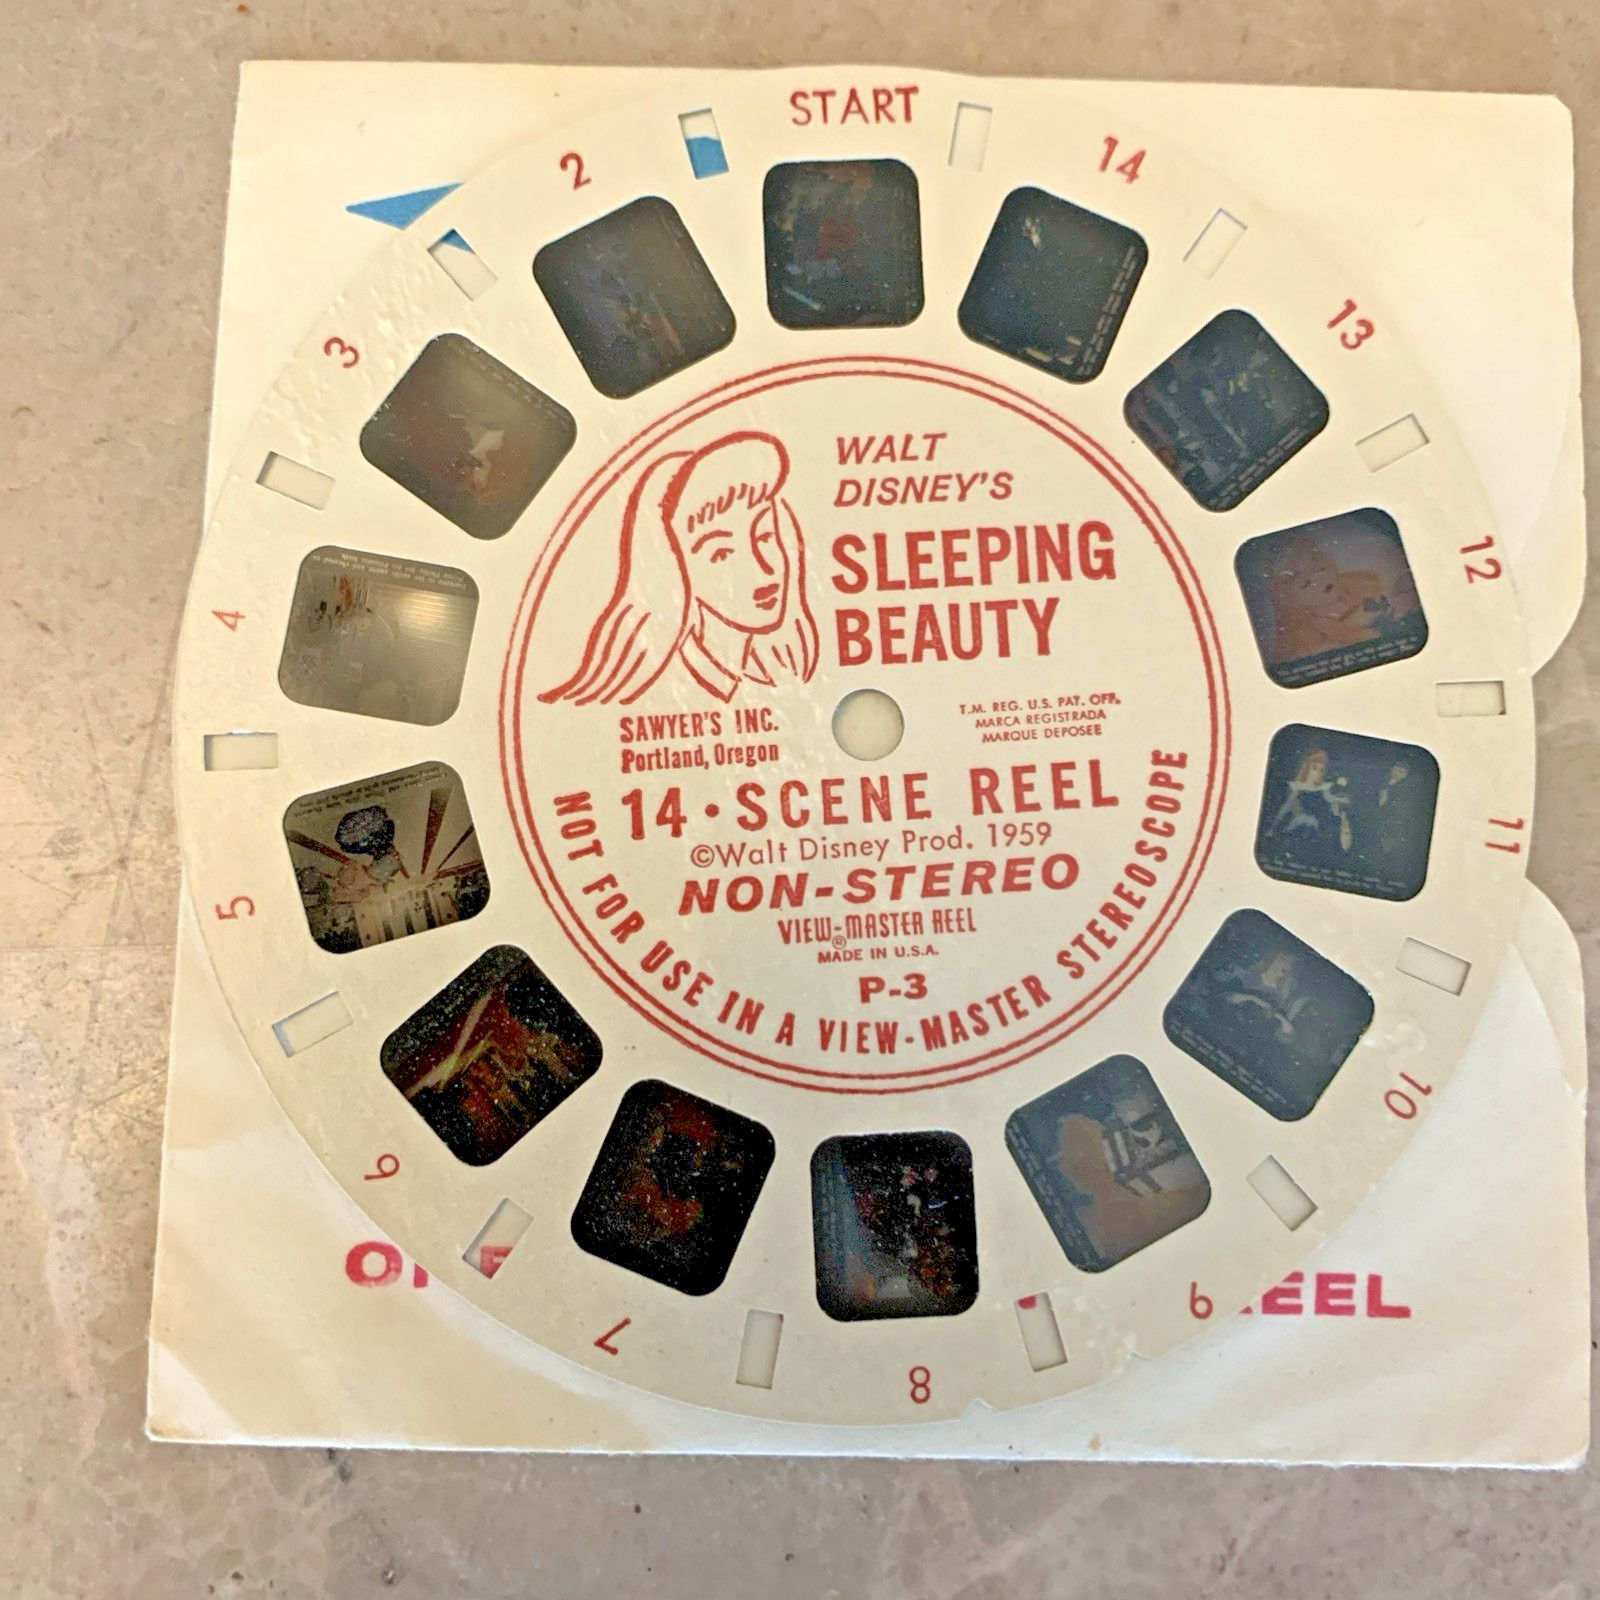 START
2
3
4
5
6
7
8
9
10
11
12
13
14
WALT
DISNEY'S
SLEEPING
BEAUTY
SAWYER'S INC.
Portland, Oregon
T.M. REG. U.S. PAT. OFF.
MARCA REGISTRADA
MARQUE DEPOSEE
14·SCENE REEL
©Walt Disney Prod. 1959
NON-STEREO
VIEW-MASTER REEL
®
MADE IN U.S.A.
P-3
NOT FOR USE IN A VIEW-MASTER STEREOSCOPE
EEL